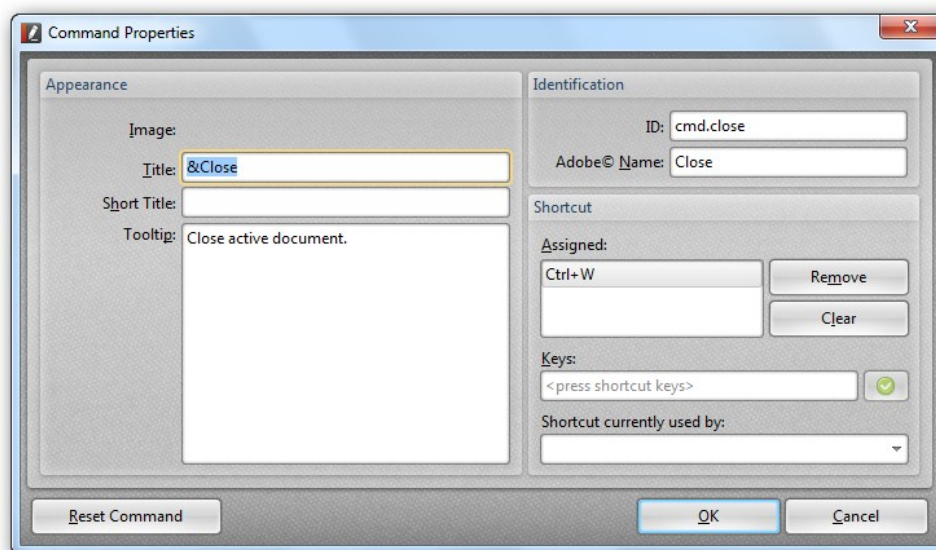 Command Properties
Appearance
Image:
Title: &Close
Short Title:
Tooltip: Close active document.
Identification
ID: cmd.close
Adobe© Name: Close
Shortcut
Assigned:
Ctrl+W
Remove
Clear
Keys:
<press shortcut keys>
Shortcut currently used by:
Reset Command
OK
Cancel